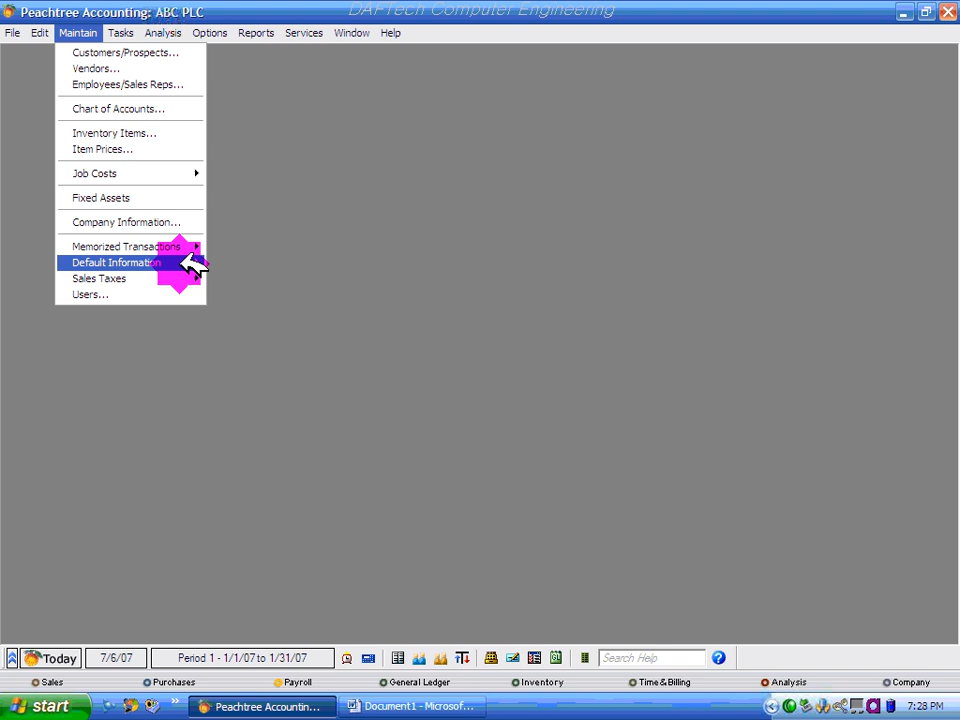 DAFTech Computer Engineering
Peachtree Accounting: ABC PLC
File Edit Maintain Tasks Analysis Options Reports Services Window Help
Customers/Prospects...
Vendors...
Employees/Sales Reps...
Chart of Accounts...
Inventory Items...
Item Prices...
Job Costs
Fixed Assets
Company Information...
Memorized Transactions
Default Information
Sales Taxes
Users...
Today 7/6/07 Period 1 - 1/1/07 to 1/31/07 Search Help
Sales Purchases Payroll General Ledger Inventory Time & Billing Analysis Company
start Peachtree Accountin... Document1 - Microsof... 7:28 PM